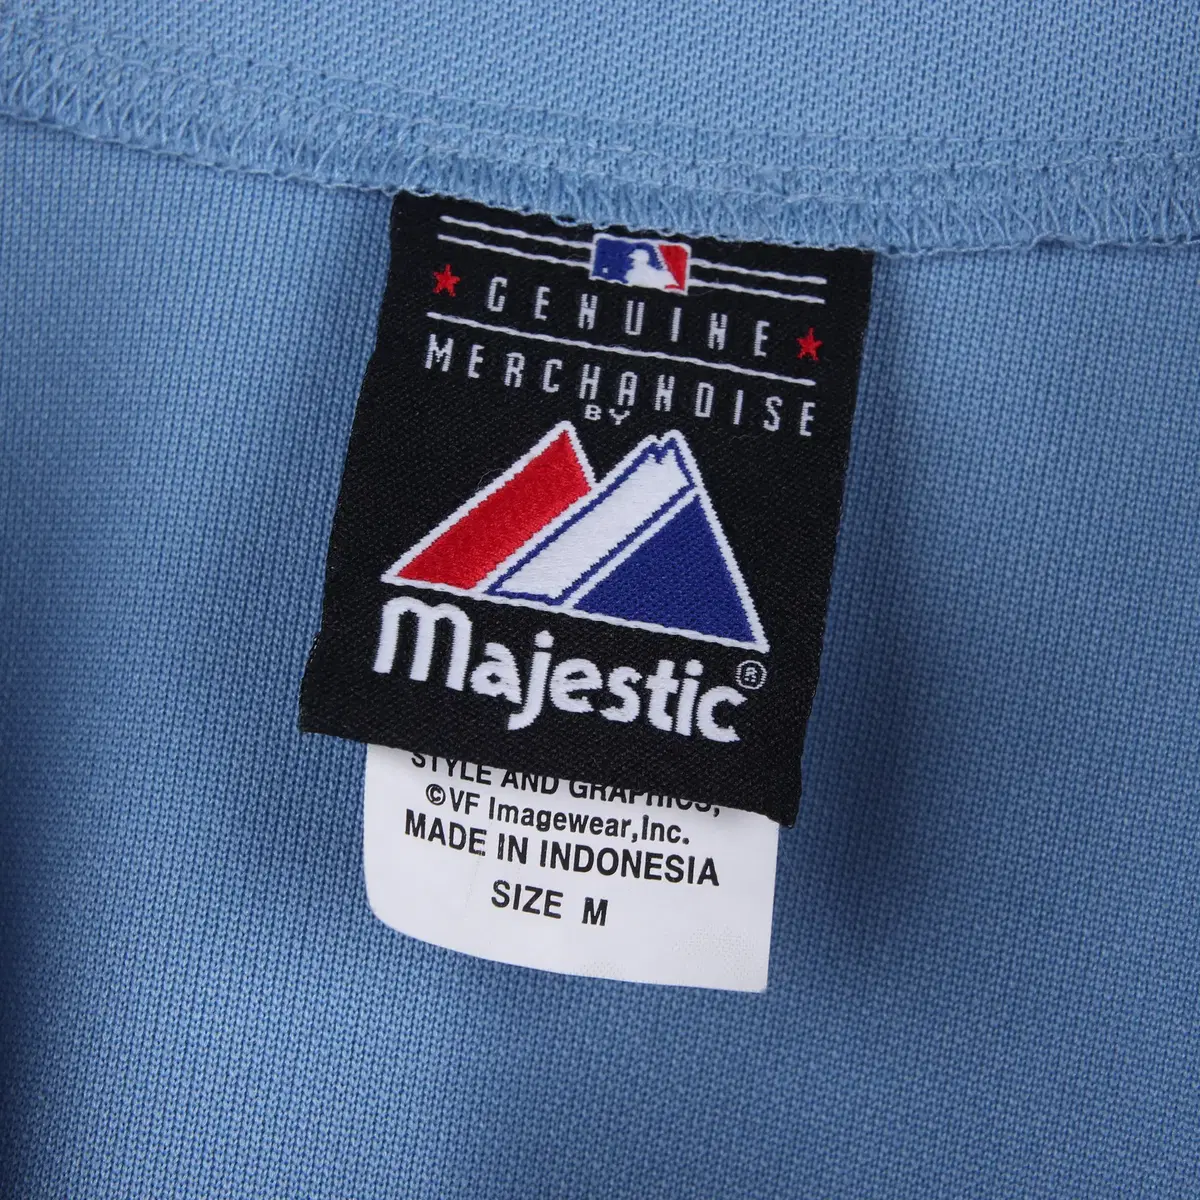 GENUINE
MERCHANDISE
BY
Majestic®
STYLE AND GRAPHICS,
©VF Imagewear,Inc.
MADE IN INDONESIA
SIZE M